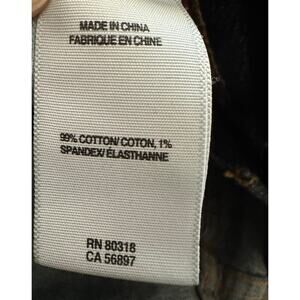 MADE IN CHINA
FABRIQUE EN CHINE
99% COTTON/ COTON, 1%
SPANDEX/ ÉLASTHANNE
RN 80318
CA 56897